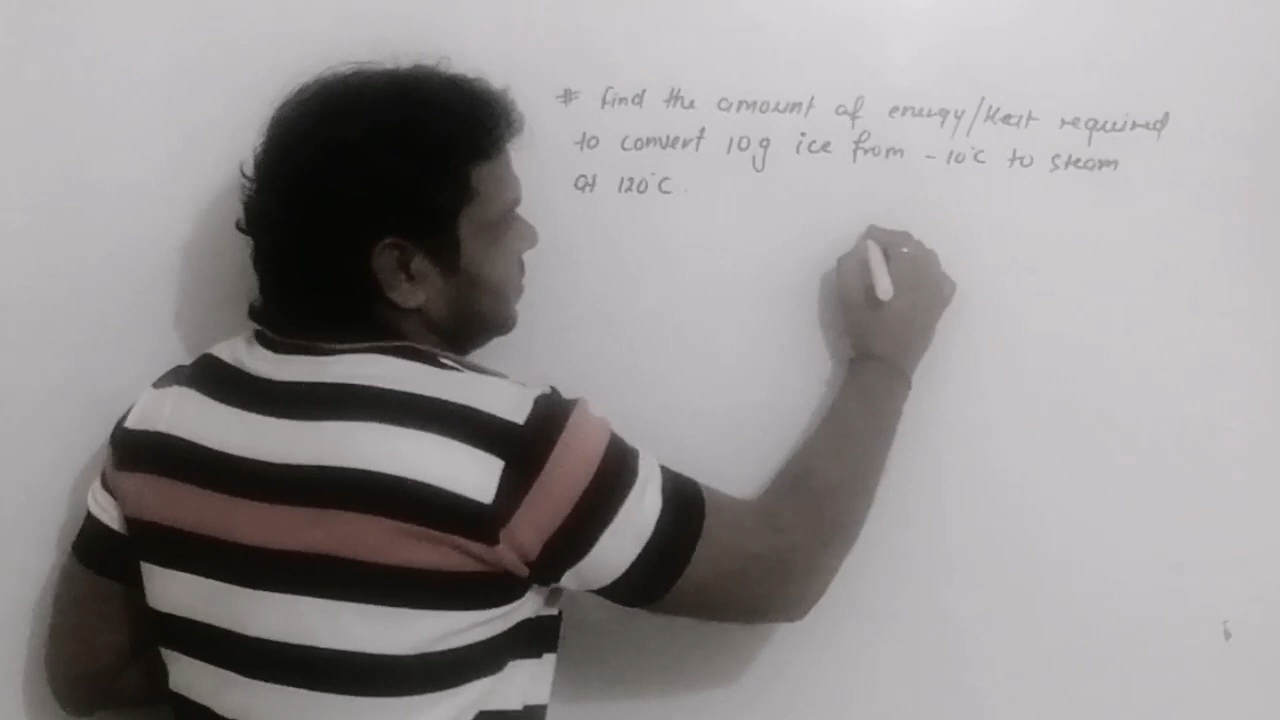 # Find the amount of energy/Heat required
to convert 10g ice from -10°C to steam
at 120°C.